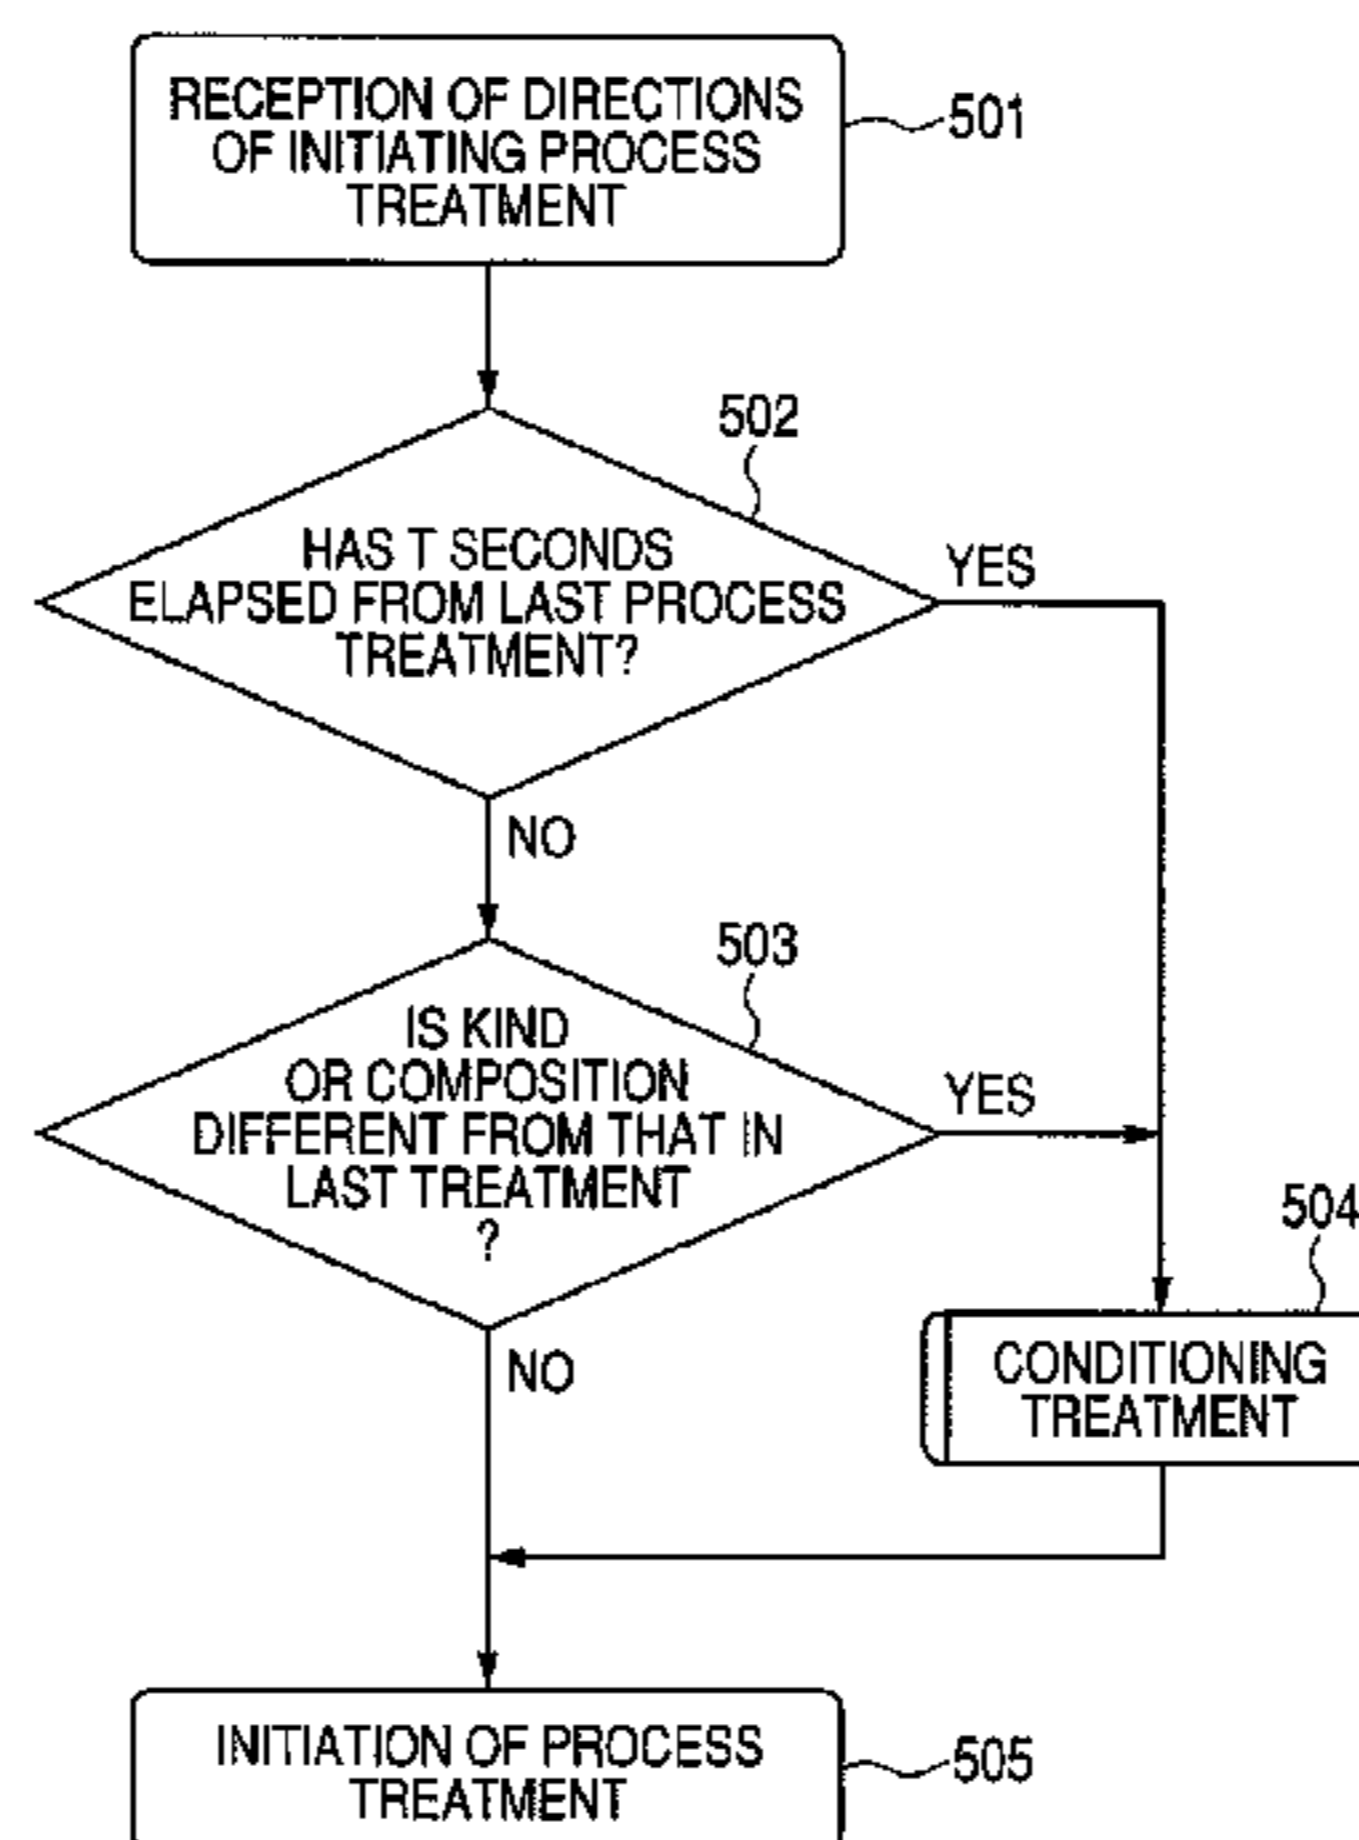 RECEPTION OF DIRECTIONS
OF INITIATING PROCESS
TREATMENT
501
502
HAS T SECONDS
ELAPSED FROM LAST PROCESS
TREATMENT?
YES
NO
503
IS KIND
OR COMPOSITION
DIFFERENT FROM THAT IN
LAST TREATMENT
?
YES
504
NO
CONDITIONING
TREATMENT
INITIATION OF PROCESS
TREATMENT
505